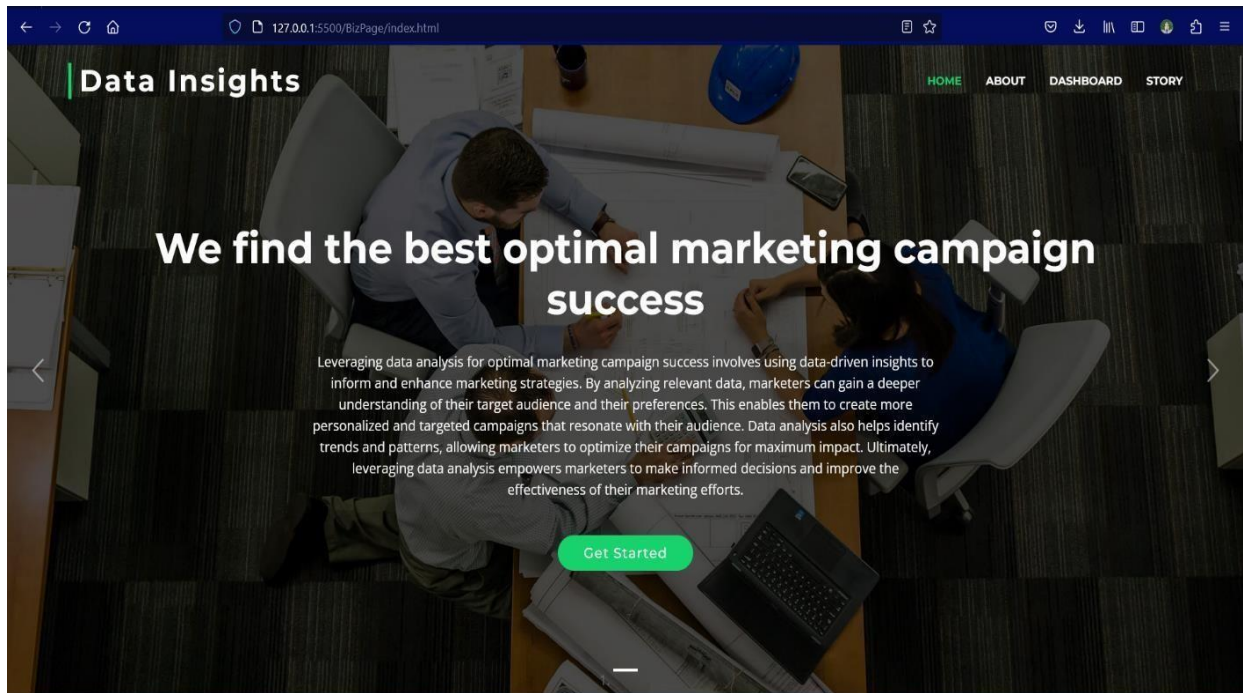 127.0.0.1:5500/BizPage/index.html
Data Insights
HOME ABOUT DASHBOARD STORY
We find the best optimal marketing campaign
success
Leveraging data analysis for optimal marketing campaign success involves using data-driven insights to
inform and enhance marketing strategies. By analyzing relevant data, marketers can gain a deeper
understanding of their target audience and their preferences. This enables them to create more
personalized and targeted campaigns that resonate with their audience. Data analysis also helps identify
trends and patterns, allowing marketers to optimize their campaigns for maximum impact. Ultimately,
leveraging data analysis empowers marketers to make informed decisions and improve the
effectiveness of their marketing efforts.
Get Started